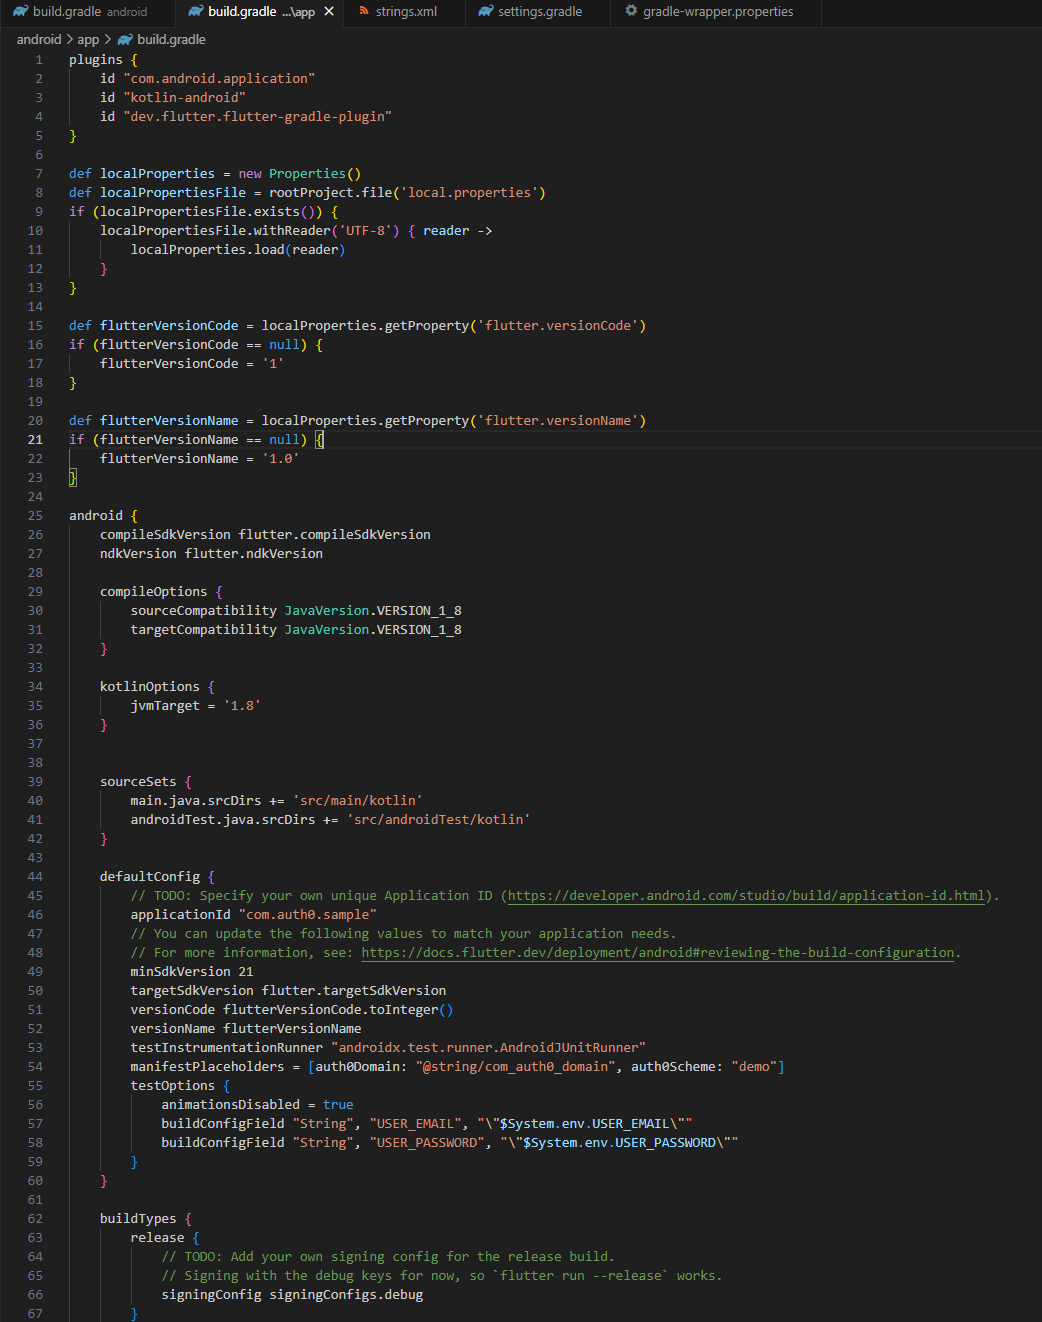 build.gradle android
build.gradle ...\app
strings.xml
settings.gradle
gradle-wrapper.properties
android > app > build.gradle
1 plugins {
2     id "com.android.application"
3     id "kotlin-android"
4     id "dev.flutter.flutter-gradle-plugin"
5 }
6
7 def localProperties = new Properties()
8 def localPropertiesFile = rootProject.file('local.properties')
9 if (localPropertiesFile.exists()) {
10     localPropertiesFile.withReader('UTF-8') { reader ->
11         localProperties.load(reader)
12     }
13 }
14
15 def flutterVersionCode = localProperties.getProperty('flutter.versionCode')
16 if (flutterVersionCode == null) {
17     flutterVersionCode = '1'
18 }
19
20 def flutterVersionName = localProperties.getProperty('flutter.versionName')
21 if (flutterVersionName == null) {
22     flutterVersionName = '1.0'
23 }
24
25 android {
26     compileSdkVersion flutter.compileSdkVersion
27     ndkVersion flutter.ndkVersion
28
29     compileOptions {
30         sourceCompatibility JavaVersion.VERSION_1_8
31         targetCompatibility JavaVersion.VERSION_1_8
32     }
33
34     kotlinOptions {
35         jvmTarget = '1.8'
36     }
37
38
39     sourceSets {
40         main.java.srcDirs += 'src/main/kotlin'
41         androidTest.java.srcDirs += 'src/androidTest/kotlin'
42     }
43
44     defaultConfig {
45         // TODO: Specify your own unique Application ID (https://developer.android.com/studio/build/application-id.html).
46         applicationId "com.auth0.sample"
47         // You can update the following values to match your application needs.
48         // For more information, see: https://docs.flutter.dev/deployment/android#reviewing-the-build-configuration.
49         minSdkVersion 21
50         targetSdkVersion flutter.targetSdkVersion
51         versionCode flutterVersionCode.toInteger()
52         versionName flutterVersionName
53         testInstrumentationRunner "androidx.test.runner.AndroidJUnitRunner"
54         manifestPlaceholders = [auth0Domain: "@string/com_auth0_domain", auth0Scheme: "demo"]
55         testOptions {
56             animationsDisabled = true
57             buildConfigField "String", "USER_EMAIL", "\"$System.env.USER_EMAIL\""
58             buildConfigField "String", "USER_PASSWORD", "\"$System.env.USER_PASSWORD\""
59         }
60     }
61
62     buildTypes {
63         release {
64             // TODO: Add your own signing config for the release build.
65             // Signing with the debug keys for now, so `flutter run --release` works.
66             signingConfig signingConfigs.debug
67         }